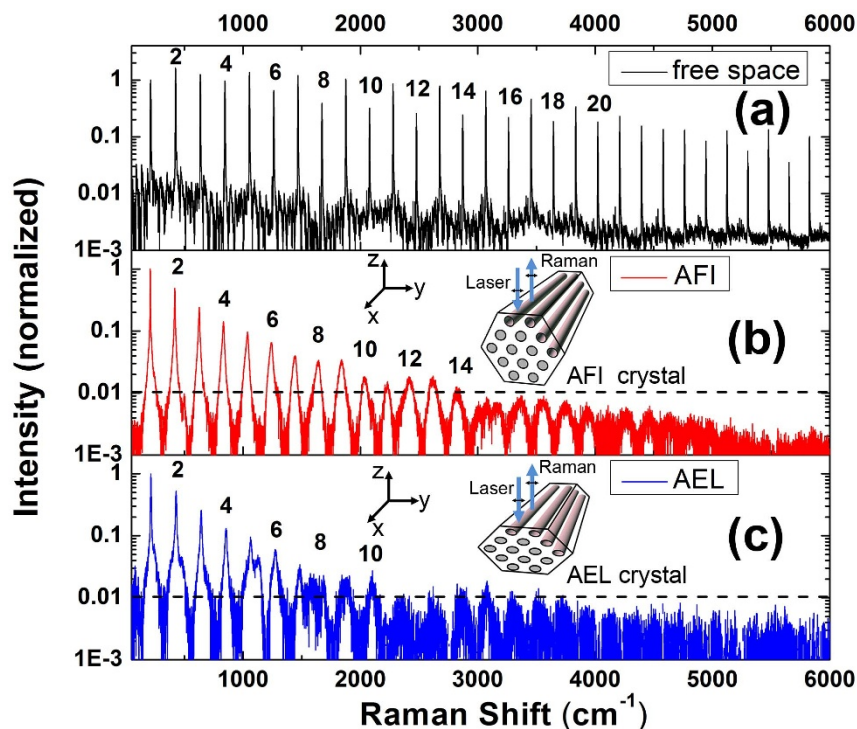 1000 2000 3000 4000 5000 6000
Intensity (normalized)
1
0.1
0.01
1E-3
2 4 6 8 10 12 14 16 18 20
free space
(a)
1
0.1
0.01
1E-3
2 4 6 8 10 12 14
z
y
x
Laser
Raman
AFI crystal
AFI
(b)
1
0.1
0.01
1E-3
2 4 6 8 10
z
y
x
Laser
Raman
AEL crystal
AEL
(c)
1000 2000 3000 4000 5000 6000
Raman Shift (cm⁻¹)